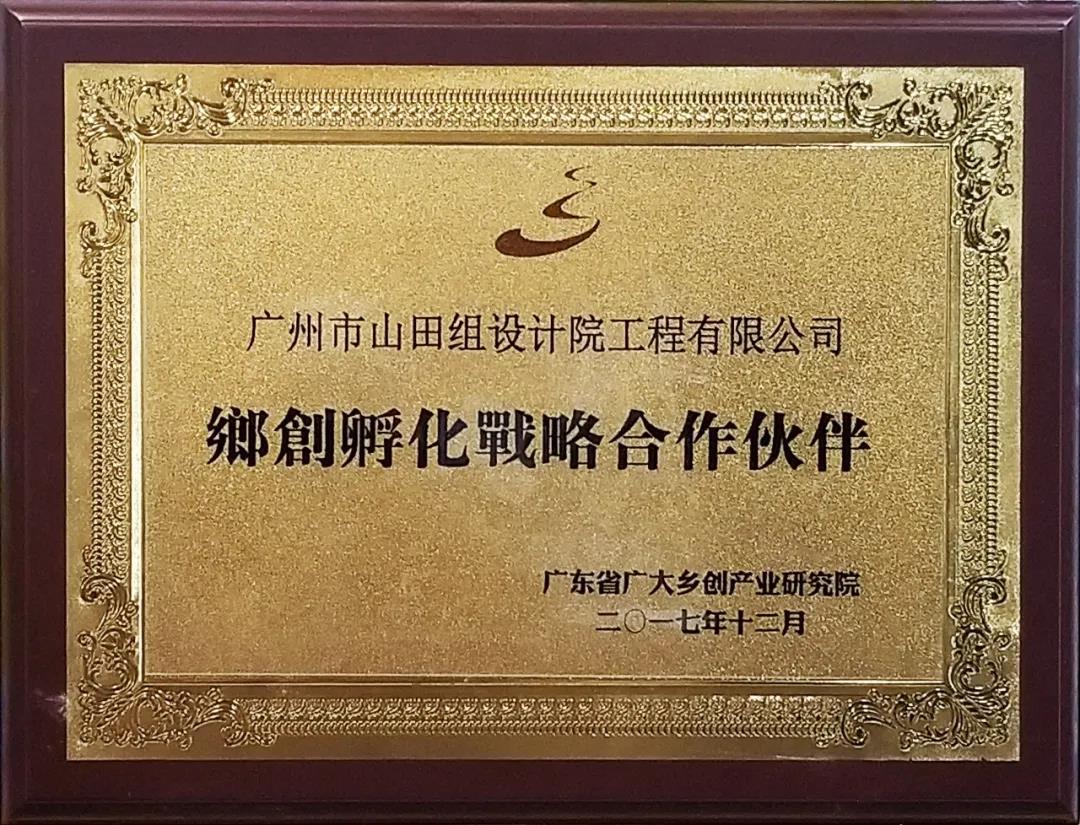 广州市山田组设计院工程有限公司
鄉創孵化戰略合作伙伴
广东省广大乡创产业研究院
二〇一七年十二月